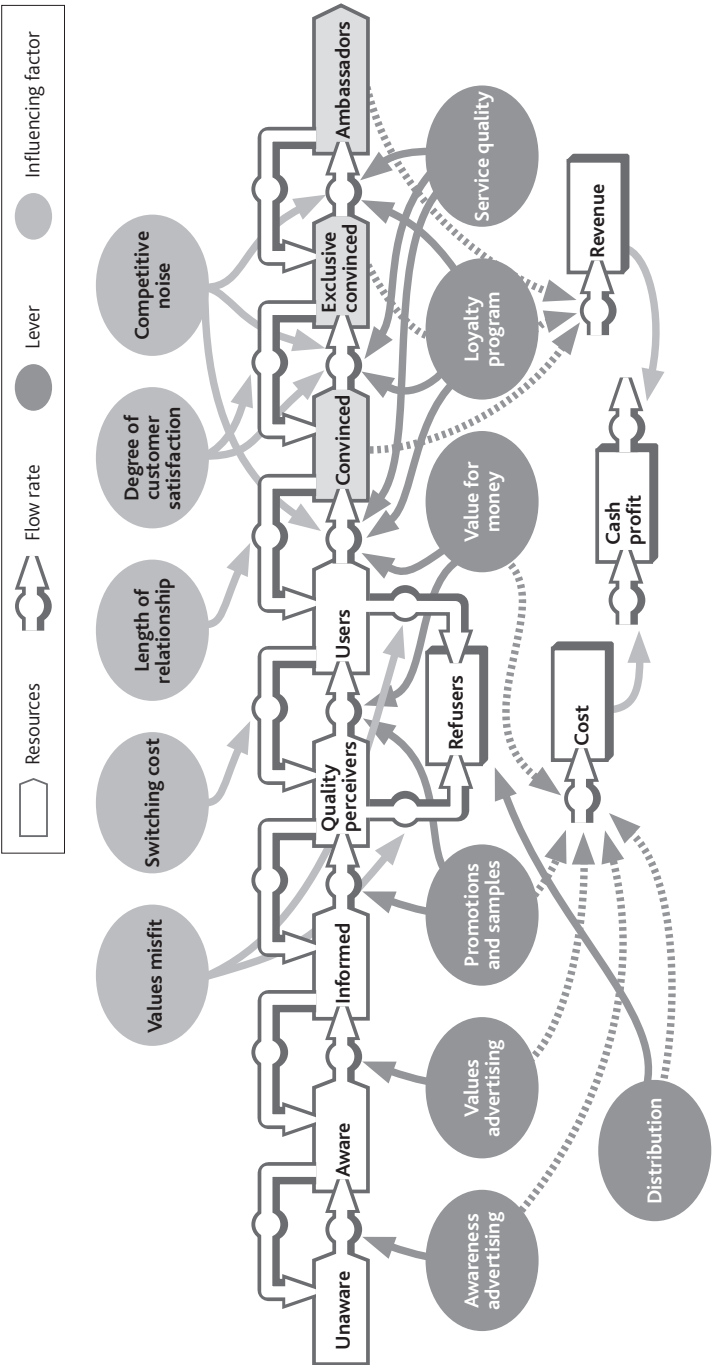 Resources
Flow rate
Lever
Influencing factor
Values misfit
Switching cost
Length of
relationship
Degree of
customer
satisfaction
Competitive
noise
Unaware
Aware
Informed
Quality
perceivers
Users
Convinced
Exclusive
convinced
Ambassadors
Refusers
Awareness
advertising
Values
advertising
Promotions
and samples
Value for
money
Loyalty
program
Service quality
Distribution
Cost
Cash
profit
Revenue